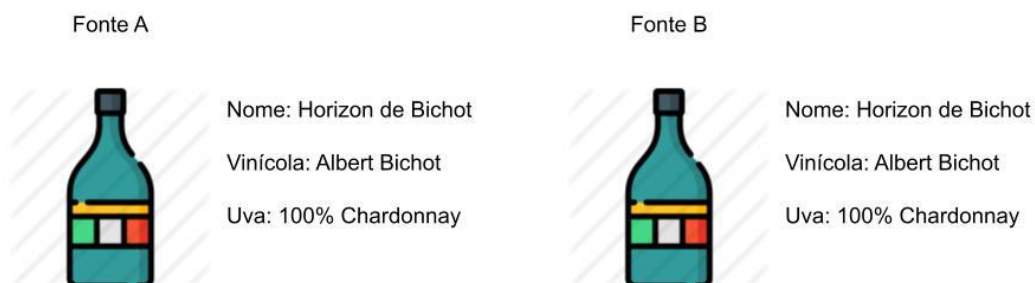 Fonte A
Fonte B
Nome: Horizon de Bichot
Vinícola: Albert Bichot
Uva: 100% Chardonnay
Nome: Horizon de Bichot
Vinícola: Albert Bichot
Uva: 100% Chardonnay